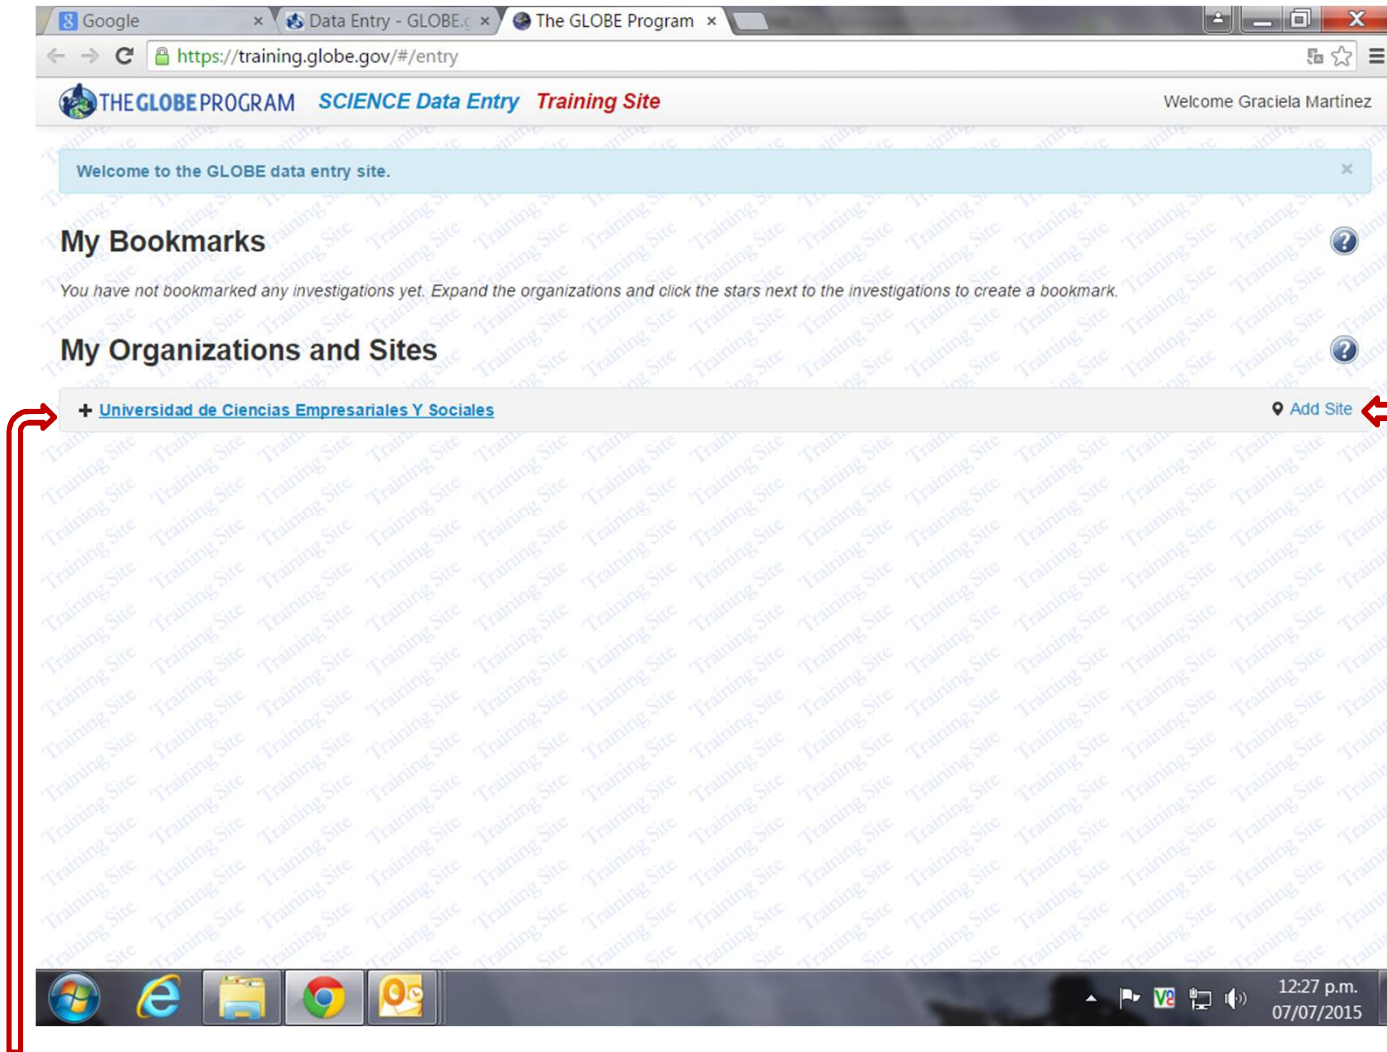 Google
Data Entry - GLOBE.g
The GLOBE Program
https://training.globe.gov/#/entry
THE GLOBE PROGRAM SCIENCE Data Entry Training Site
Welcome Graciela Martínez
Welcome to the GLOBE data entry site.
My Bookmarks
You have not bookmarked any investigations yet. Expand the organizations and click the stars next to the investigations to create a bookmark.
My Organizations and Sites
Universidad de Ciencias Empresariales Y Sociales
Add Site
Training Site
12:27 p.m.
07/07/2015